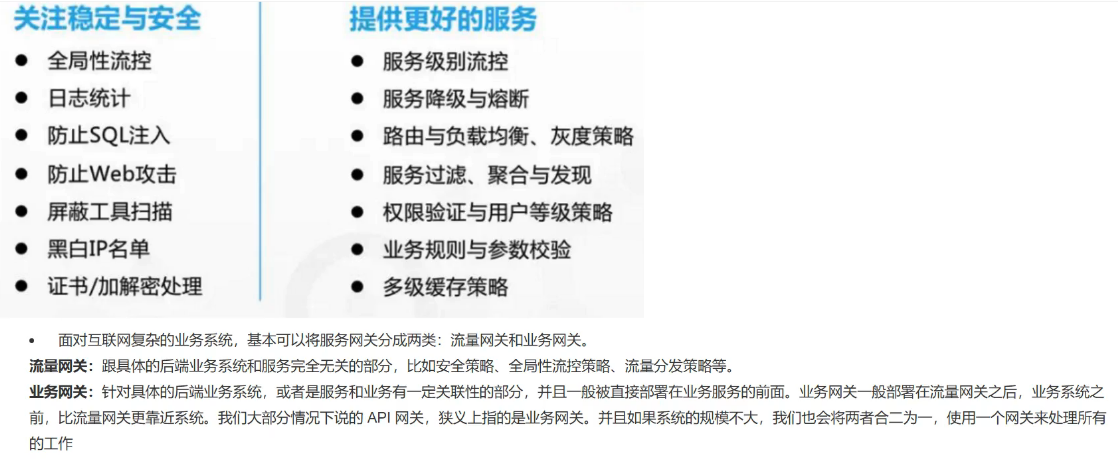 关注稳定与安全
● 全局性流控
● 日志统计
● 防止SQL注入
● 防止Web攻击
● 屏蔽工具扫描
● 黑白IP名单
● 证书/加解密处理
提供更好的服务
● 服务级别流控
● 服务降级与熔断
● 路由与负载均衡、灰度策略
● 服务过滤、聚合与发现
● 权限验证与用户等级策略
● 业务规则与参数校验
● 多级缓存策略
• 面对互联网复杂的业务系统，基本可以将服务网关分成两类：流量网关和业务网关。
流量网关：跟具体的后端业务系统和服务完全无关的部分，比如安全策略、全局性流控策略、流量分发策略等。
业务网关：针对具体的后端业务系统，或者是服务和业务有一定关联性的部分，并且一般被直接部署在业务服务的前面。业务网关一般部署在流量网关之后，业务系统之
前，比流量网关更靠近系统。我们大部分情况下说的 API 网关，狭义上指的是业务网关。并且如果系统的规模不大，我们也会将两者合二为一，使用一个网关来处理所有
的工作